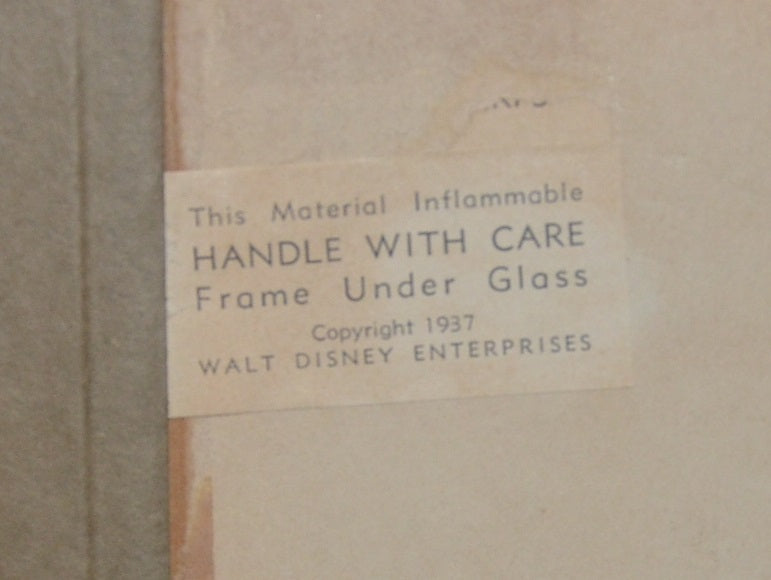 This Material Inflammable
HANDLE WITH CARE
Frame Under Glass
Copyright 1937
WALT DISNEY ENTERPRISES